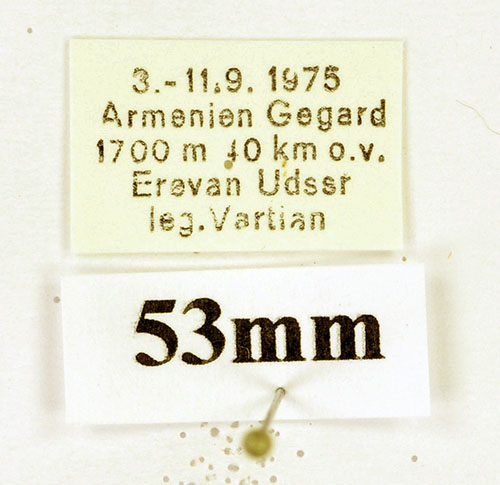 3.-11.9. 1975
Armenien Gegard
1700 m 40 km o.v.
Erevan Udssr
leg.Vartian
53mm